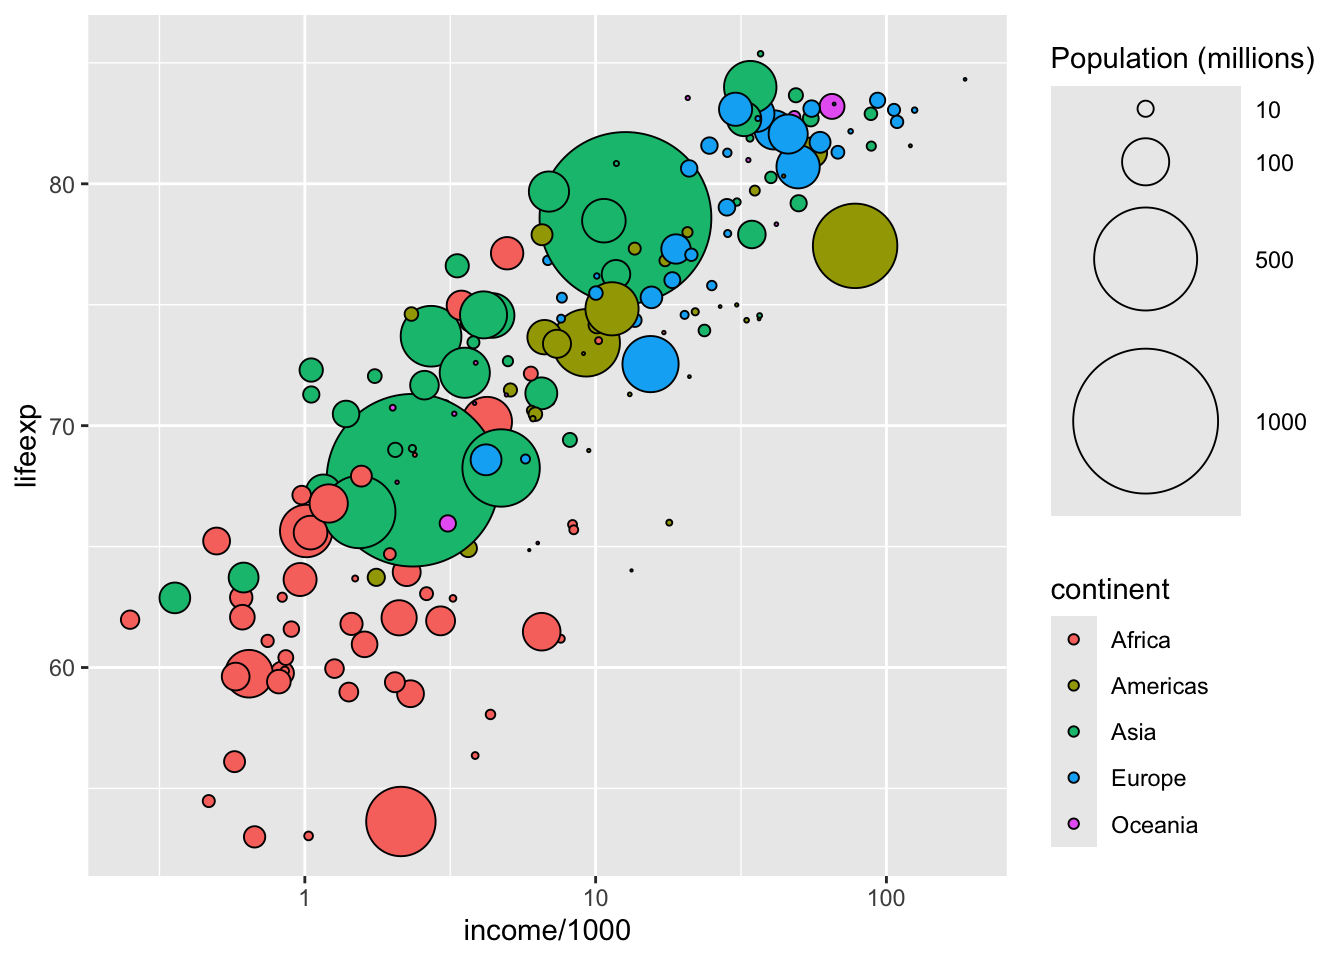 lifeexp
80
70
60
1
10
100
income/1000
Population (millions)
10
100
500
1000
continent
Africa
Americas
Asia
Europe
Oceania